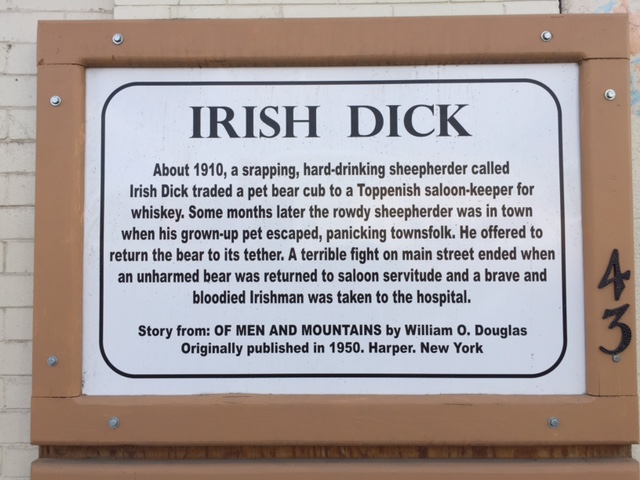 IRISH DICK
About 1910, a srapping, hard-drinking sheepherder called
Irish Dick traded a pet bear cub to a Toppenish saloon-keeper for
whiskey. Some months later the rowdy sheepherder was in town
when his grown-up pet escaped, panicking townsfolk. He offered to
return the bear to its tether. A terrible fight on main street ended when
an unharmed bear was returned to saloon servitude and a brave and
bloodied Irishman was taken to the hospital.
Story from: OF MEN AND MOUNTAINS by William O. Douglas
Originally published in 1950. Harper. New York
43